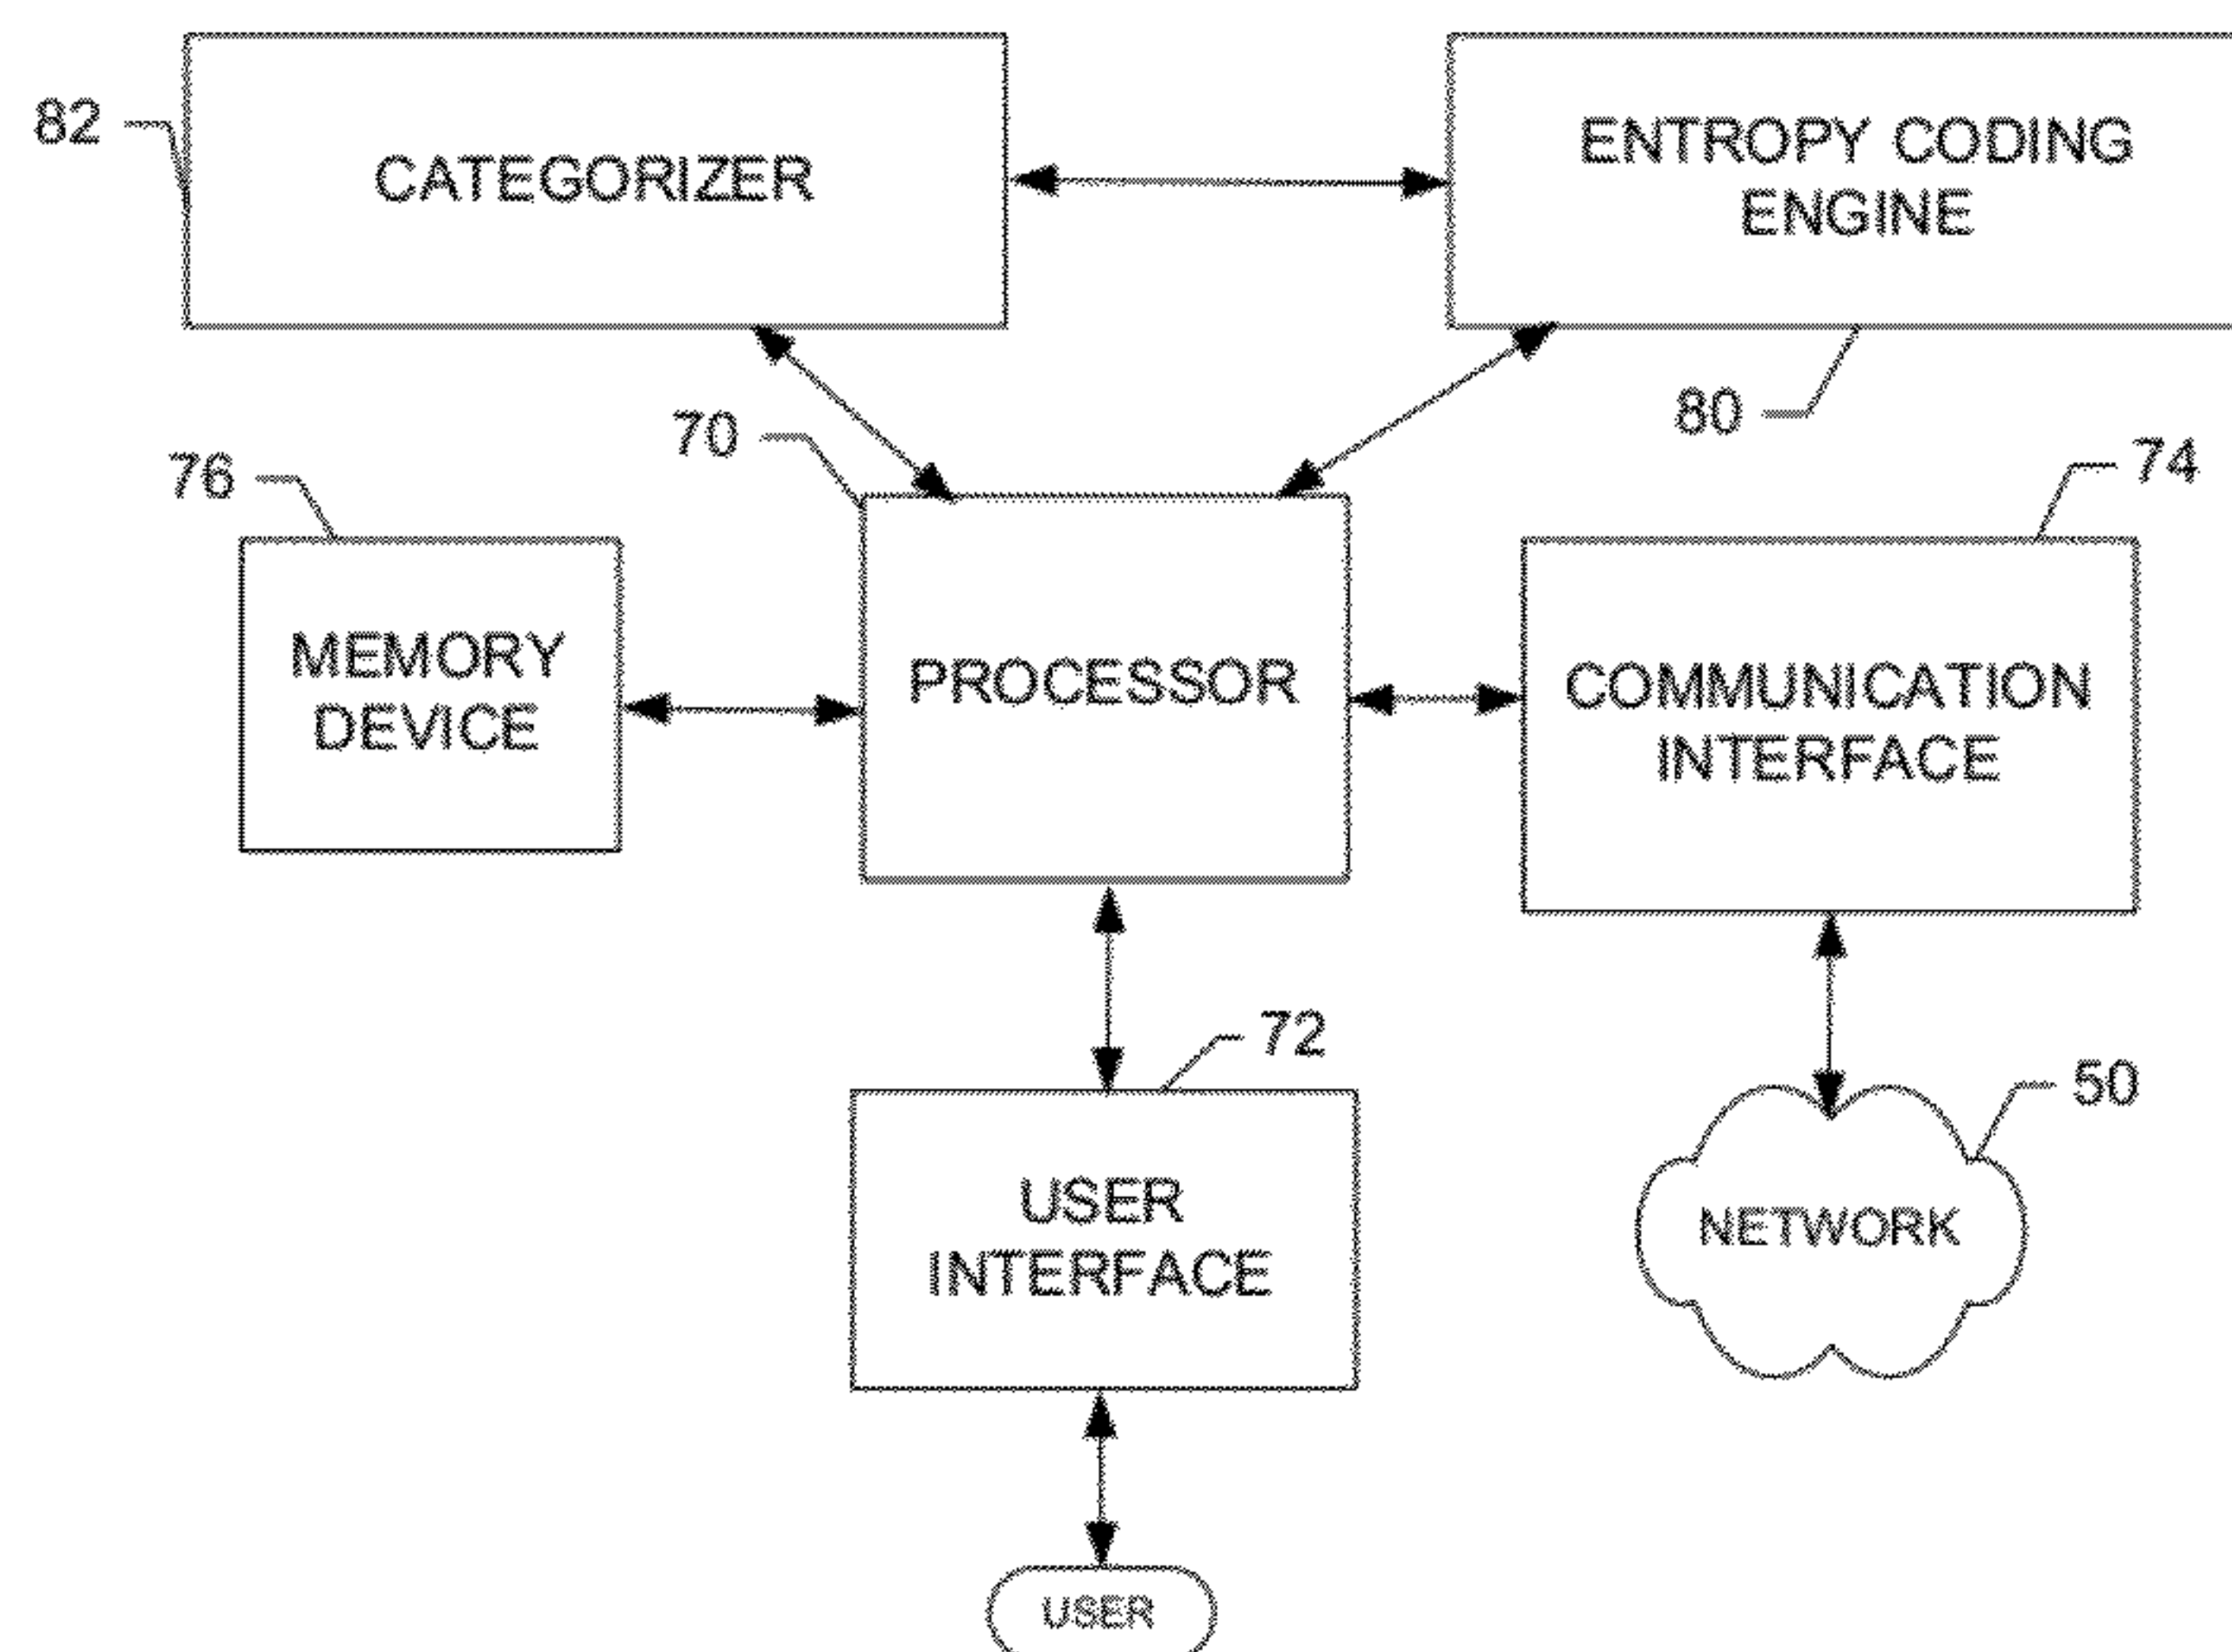 82
CATEGORIZER
ENTROPY CODING
ENGINE
80
70
76
74
MEMORY
DEVICE
PROCESSOR
COMMUNICATION
INTERFACE
72
50
USER
INTERFACE
NETWORK
USER